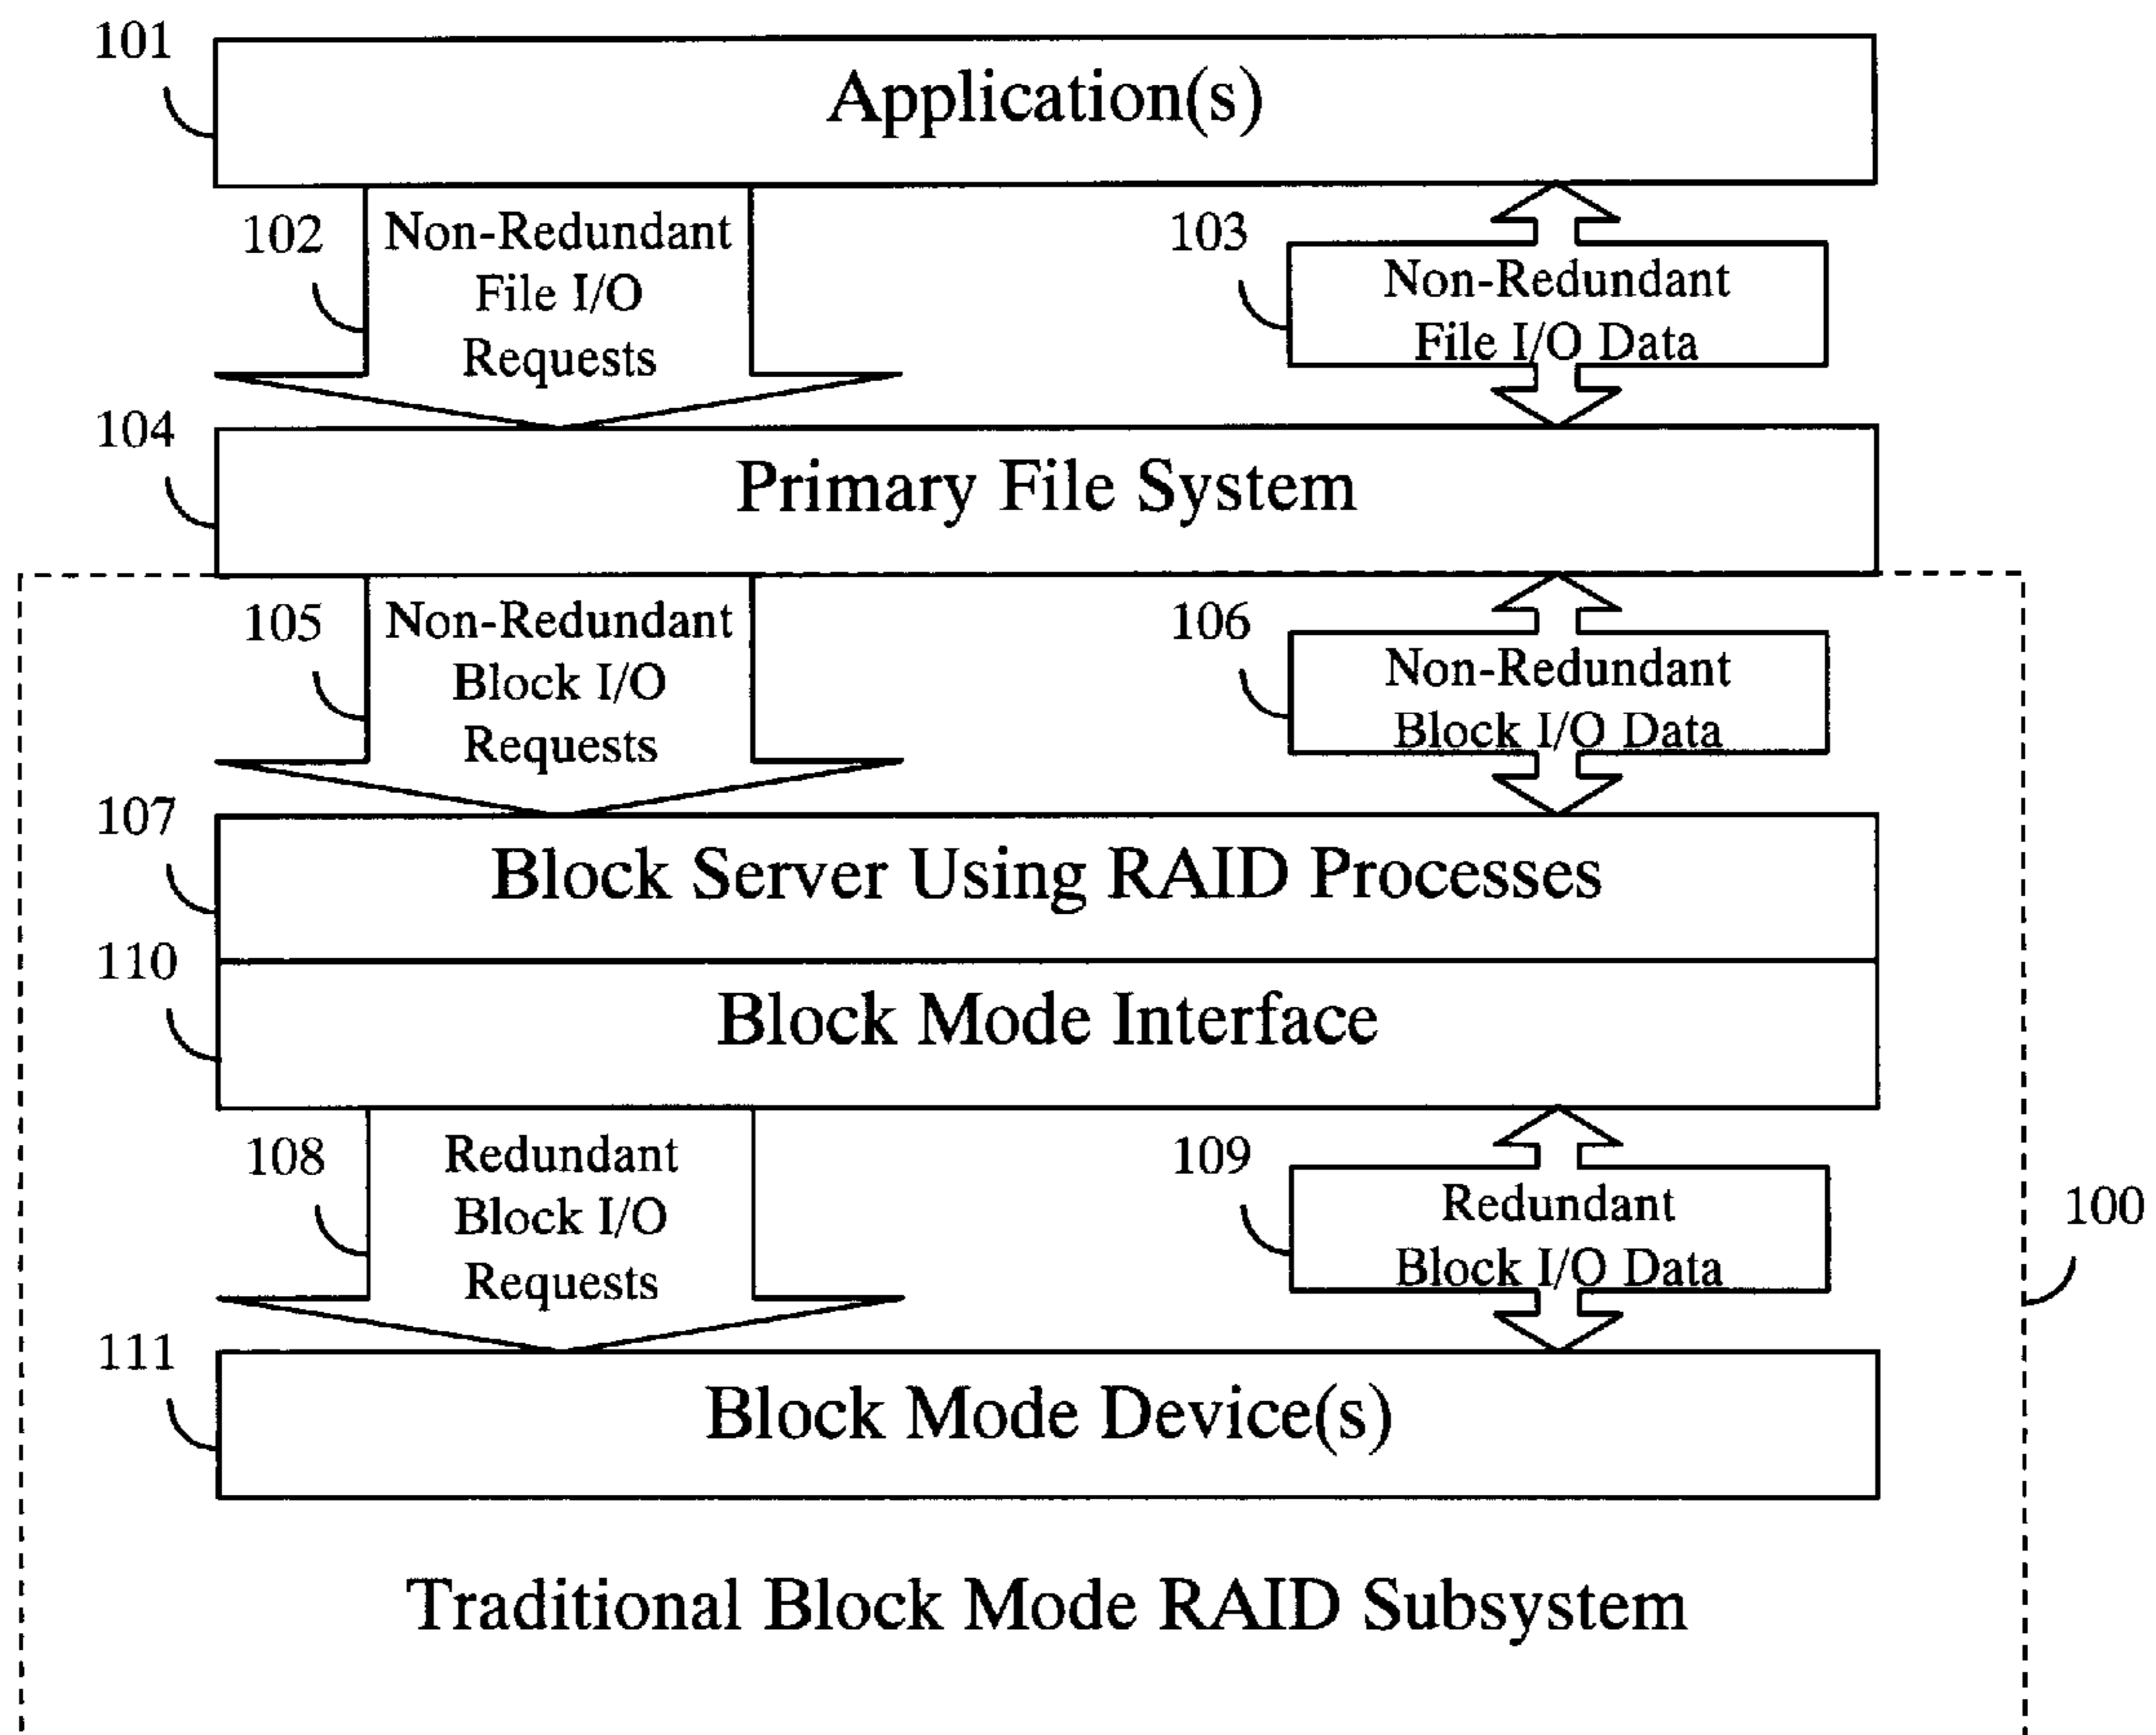 101
Application(s)
102
Non-Redundant
File I/O
Requests
103
Non-Redundant
File I/O Data
104
Primary File System
105
Non-Redundant
Block I/O
Requests
106
Non-Redundant
Block I/O Data
107
Block Server Using RAID Processes
110
Block Mode Interface
108
Redundant
Block I/O
Requests
109
Redundant
Block I/O Data
100
111
Block Mode Device(s)
Traditional Block Mode RAID Subsystem